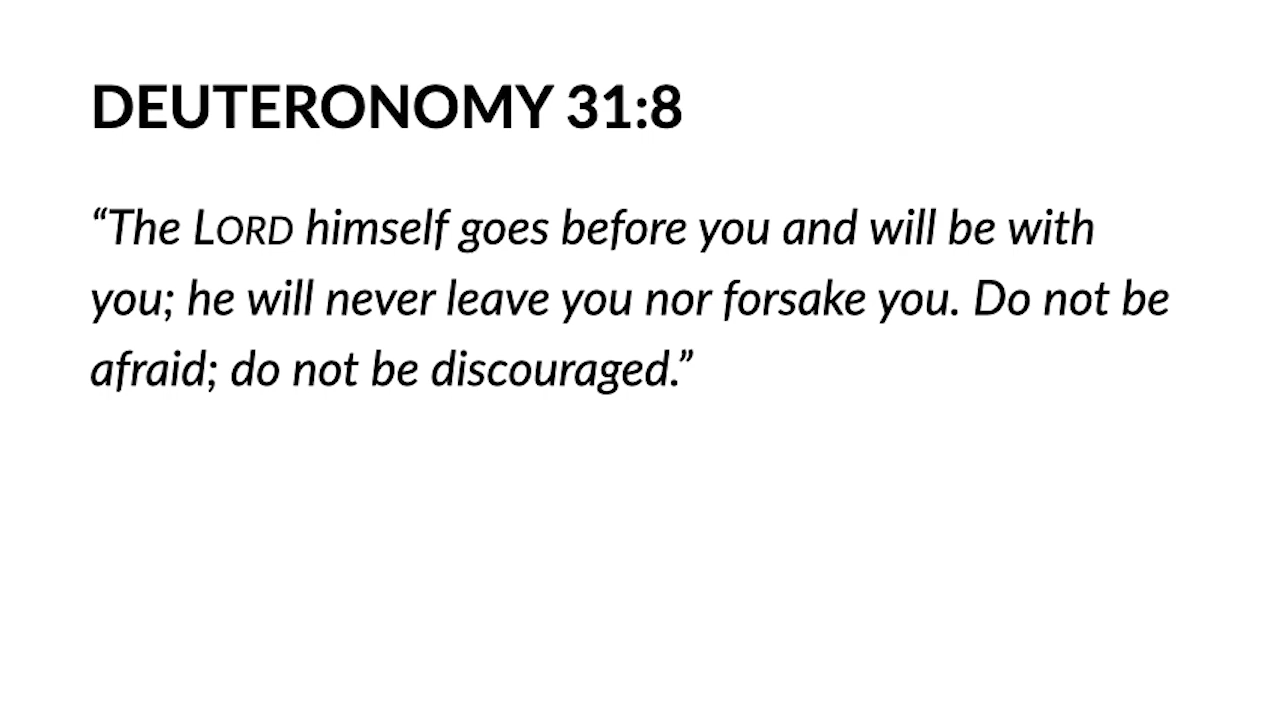 DEUTERONOMY 31:8
“The LORD himself goes before you and will be with
you; he will never leave you nor forsake you. Do not be
afraid; do not be discouraged.”